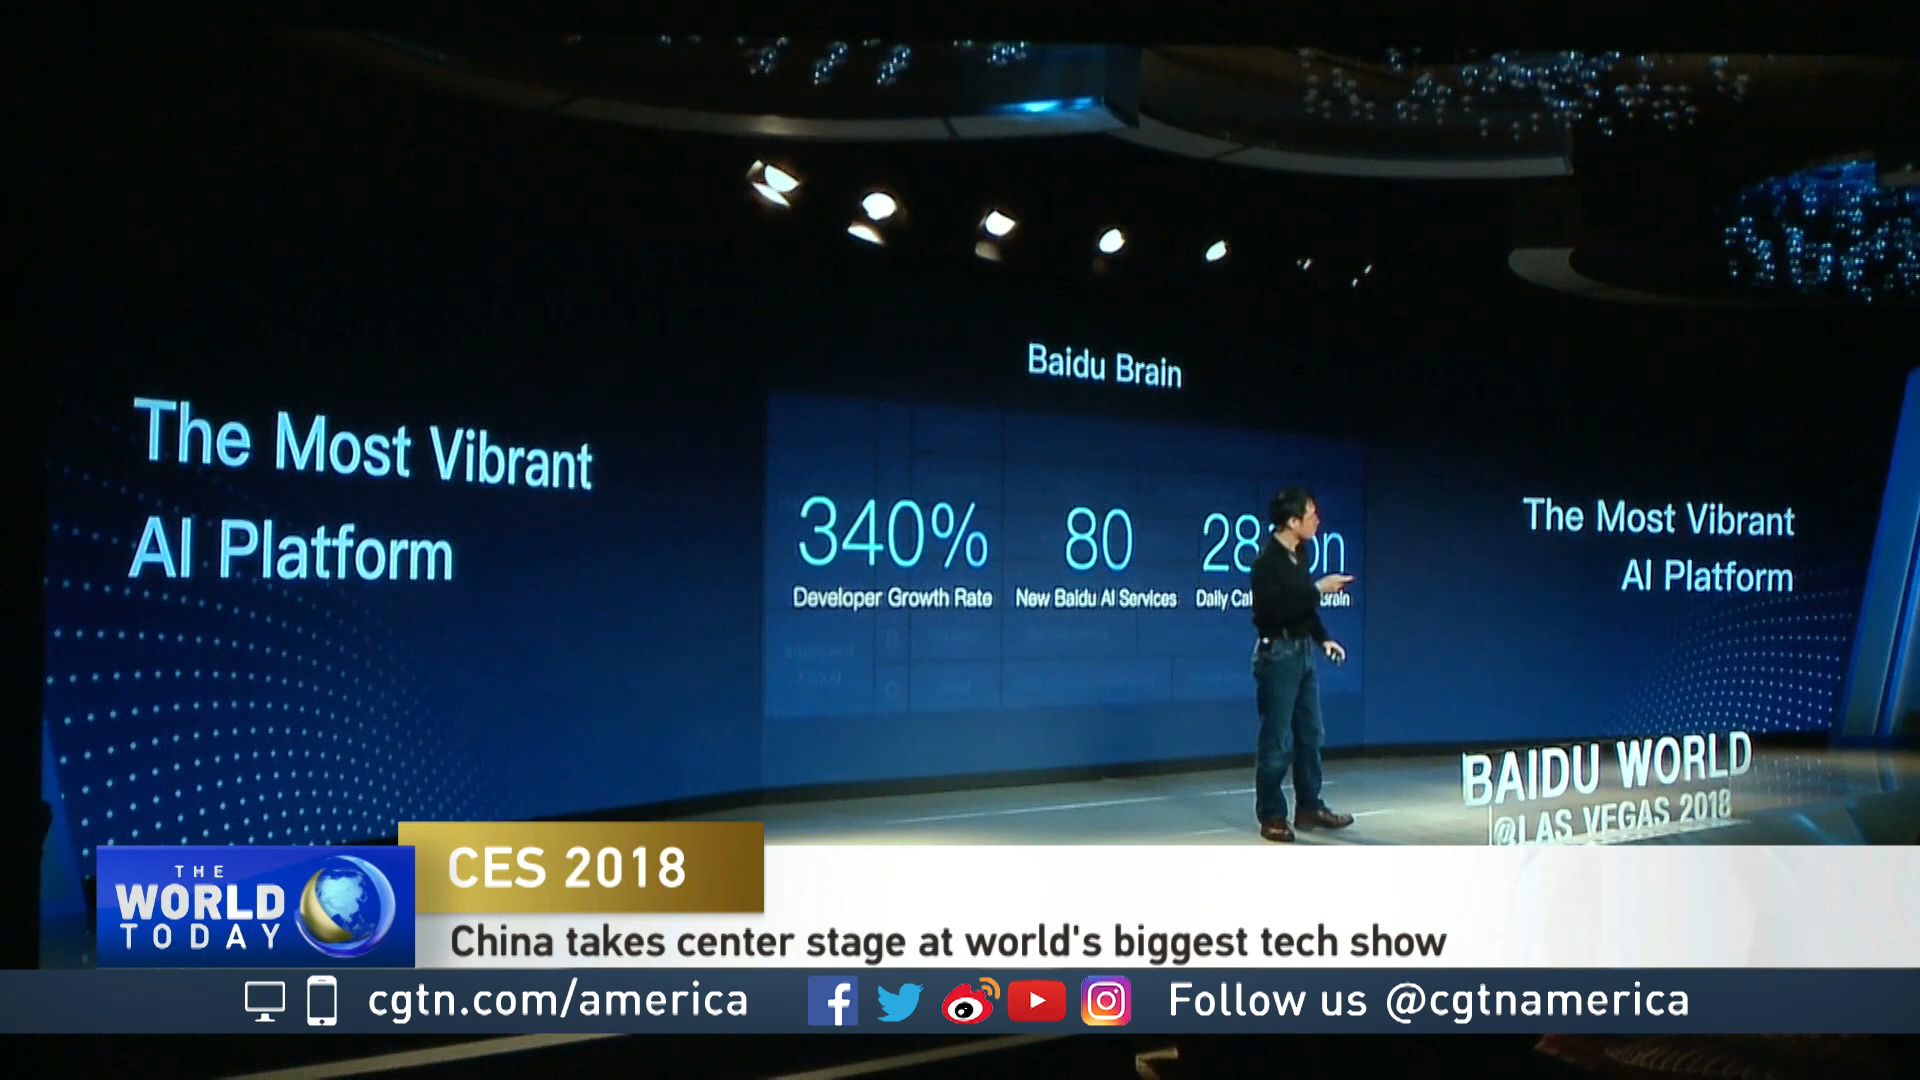 Baidu Brain
The Most Vibrant
AI Platform
340%
Developer Growth Rate
80
New Baidu AI Services
28
Daily
The Most Vibrant
AI Platform
BAIDU WORLD
@LAS VEGAS 2018
THE
WORLD
TODAY
CES 2018
China takes center stage at world's biggest tech show
cgtn.com/america
Follow us @cgtnamerica